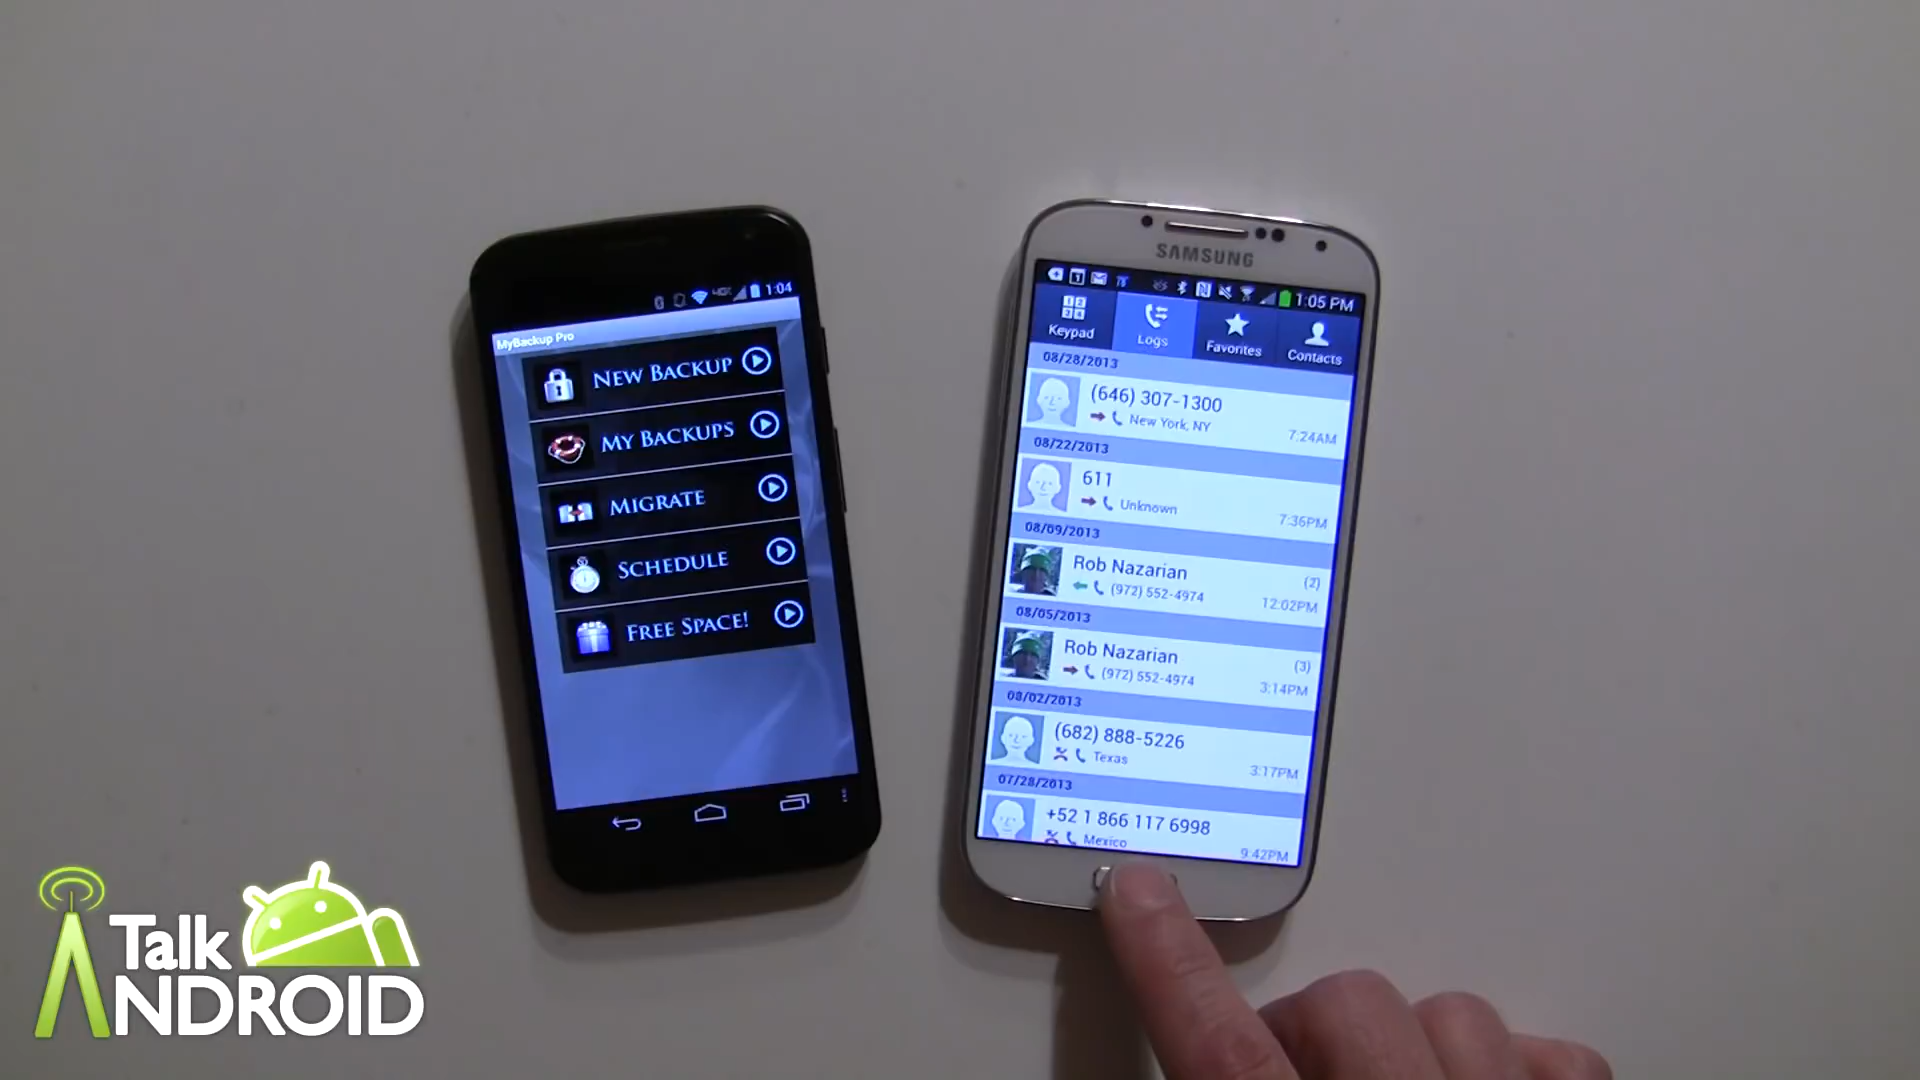 1:04
MyBackup Pro
NEW BACKUP
MY BACKUPS
MIGRATE
SCHEDULE
FREE SPACE!
SAMSUNG
1:05 PM
Keypad
Logs
Favorites
Contacts
08/28/2013
(646) 307-1300
New York, NY
7:24AM
08/22/2013
611
Unknown
7:36PM
08/09/2013
Rob Nazarian
(2)
(972) 552-4974
12:02PM
08/05/2013
Rob Nazarian
(3)
(972) 552-4974
3:14PM
08/02/2013
(682) 888-5226
Texas
3:17PM
07/28/2013
+52 1 866 117 6998
Mexico
9:42PM
Talk
ANDROID